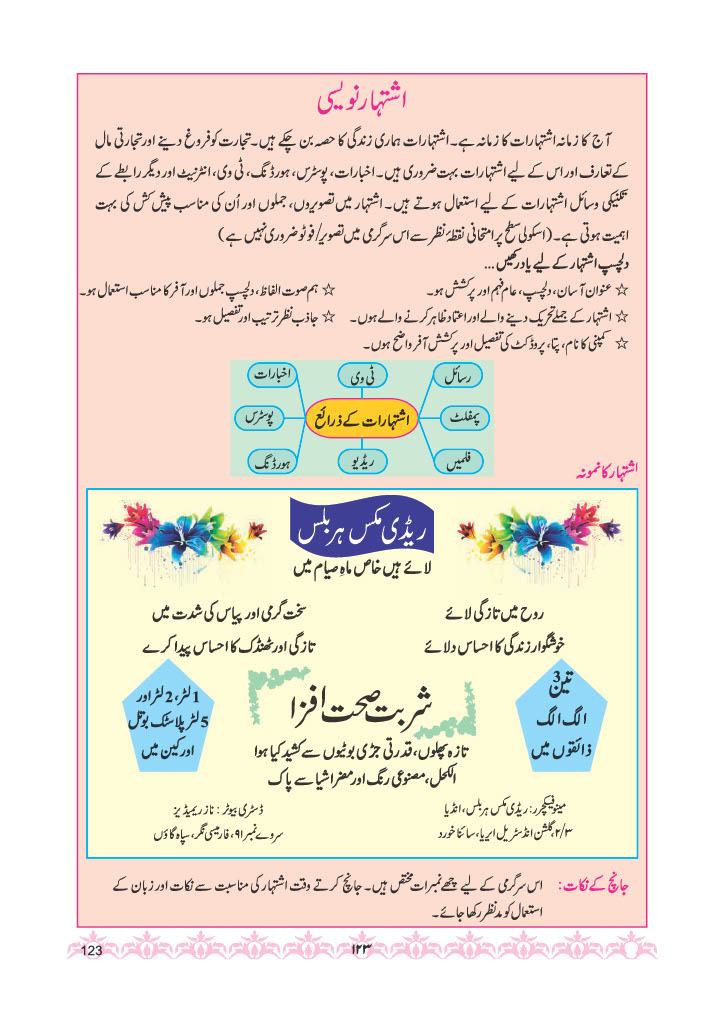 اشتہار نویسی
آج کا زمانہ اشتہارات کا زمانہ ہے۔ اشتہارات ہماری زندگی کا حصہ بن چکے ہیں۔ تجارت کو فروغ دینے اور تجارتی مال
کے تعارف اور اس کے لیے اشتہارات بہت ضروری ہیں۔ اخبارات، پوسٹرس، ہورڈنگ، ٹی وی، انٹرنیٹ اور دیگر رابطے کے
تکنیکی وسائل اشتہارات کے لیے استعمال ہوتے ہیں۔ اشتہار میں تصویروں، جملوں اور اُن کی مناسب پیش کش کی بہت
اہمیت ہوتی ہے۔ (اسکولی سطح پر امتحانی نقطۂ نظر سے اس سرگرمی میں تصویر/فوٹو ضروری نہیں ہے)
دلچسپ اشتہار کے لیے یاد رکھیں...
☆ عنوان آسان، دلچسپ، عام فہم اور پرکشش ہو۔ ☆ ہم صوت الفاظ، دلچسپ جملوں اور آفر کا مناسب استعمال ہو۔
☆ اشتہار کے جملے تحریک دینے والے اور اعتماد ظاہر کرنے والے ہوں۔ ☆ جاذب نظر ترتیب اور تفصیل ہو۔
☆ کمپنی کا نام، پتا، پروڈکٹ کی تفصیل اور پرکشش آفر واضح ہوں۔
رسائل ٹی وی اخبارات
پمفلٹ اشتہارات کے ذرائع پوسٹرس
فلمیں ریڈیو ہورڈنگ
اشتہار کا نمونہ
ریڈی مکس ہربلس
لائے ہیں خاص ماہِ صیام میں
روح میں تازگی لائے سخت گرمی اور پیاس کی شدت میں
خوشگوار زندگی کا احساس دلائے تازگی اور ٹھنڈک کا احساس پیدا کرے
تین 3
الگ الگ
ذائقوں میں
شربت صحت افزا
1 لٹر، 2 لٹر اور
5 لٹر پلاسٹک بوتل
اور کین میں
تازہ پھلوں، قدرتی جڑی بوٹیوں سے کشید کیا ہوا
الکحل، مصنوعی رنگ اور مضر اشیا سے پاک
مینوفیکچرر: ریڈی مکس ہربلس، انڈیا ڈسٹری بیوٹر : ناز ریمیڈیز
۲/۳، گلشن انڈسٹریل ایریا، سائنا خورد سروے نمبر ۹۱، فارمیسی نگر، سپاہ گاؤں
جانچ کے نکات: اس سرگرمی کے لیے چھے نمبرات مختص ہیں۔ جانچ کرتے وقت اشتہار کی مناسبت سے نکات اور زبان کے
استعمال کو مدنظر رکھا جائے۔
۱۲۳
123